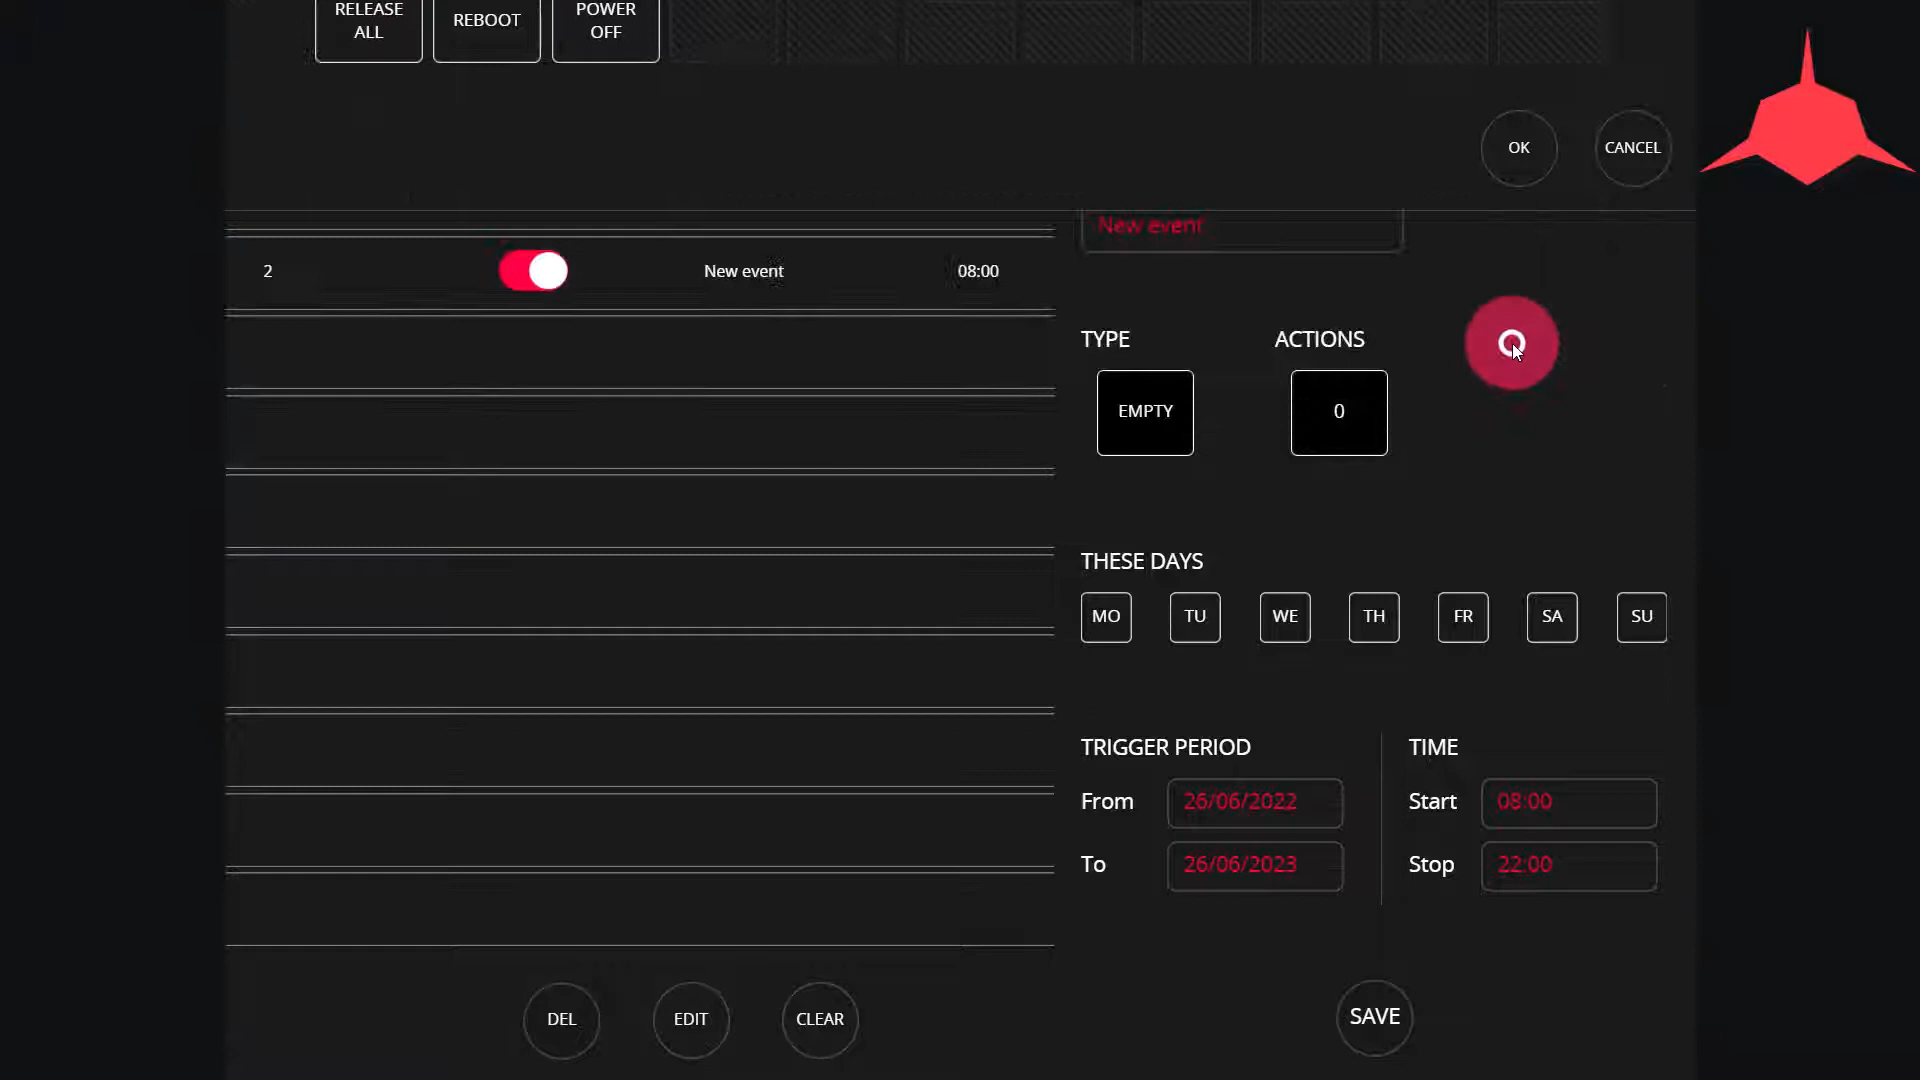 RELEASE
ALL
REBOOT
POWER
OFF
OK
CANCEL
New event
2
New event
08:00
TYPE
ACTIONS
EMPTY
0
THESE DAYS
MO
TU
WE
TH
FR
SA
SU
TRIGGER PERIOD
TIME
From
26/06/2022
Start
08:00
To
26/06/2023
Stop
22:00
DEL
EDIT
CLEAR
SAVE